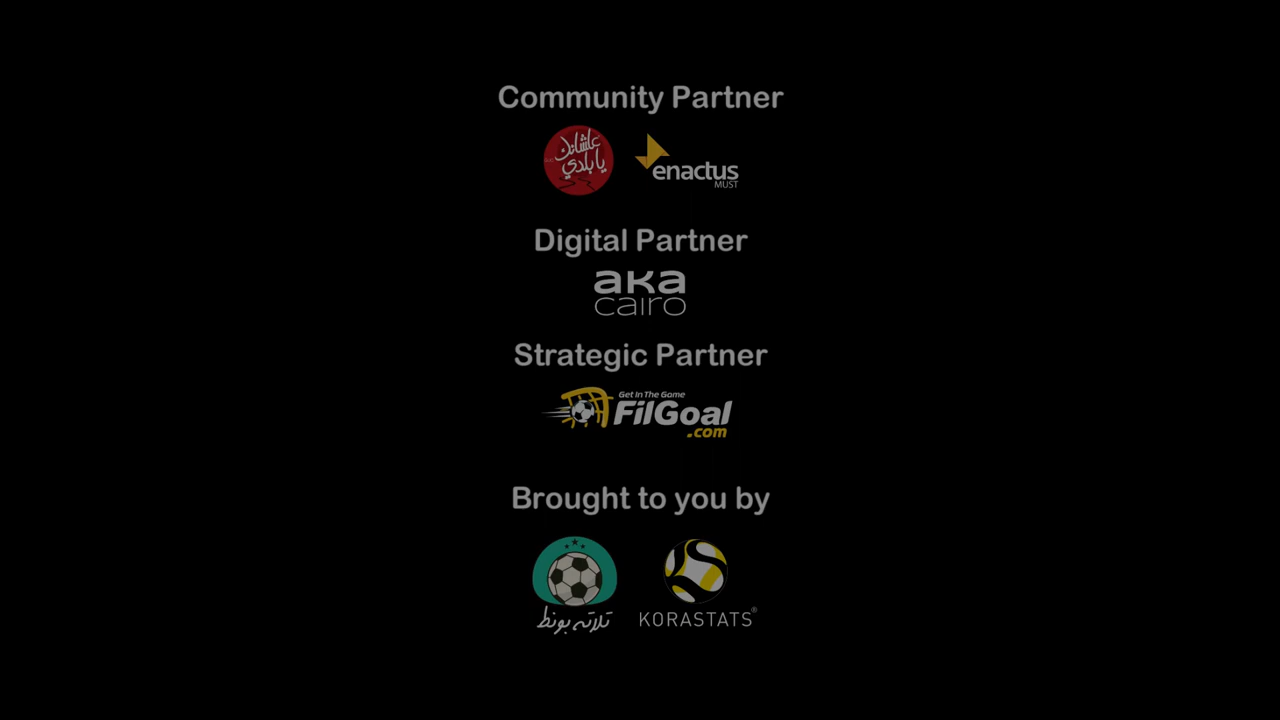 Community Partner
علشانك
يا بلدي
enactus
MUST
Digital Partner
aka
cairo
Strategic Partner
Get In The Game
FilGoal
.com
Brought to you by
تلاته بونط
KORASTATS®